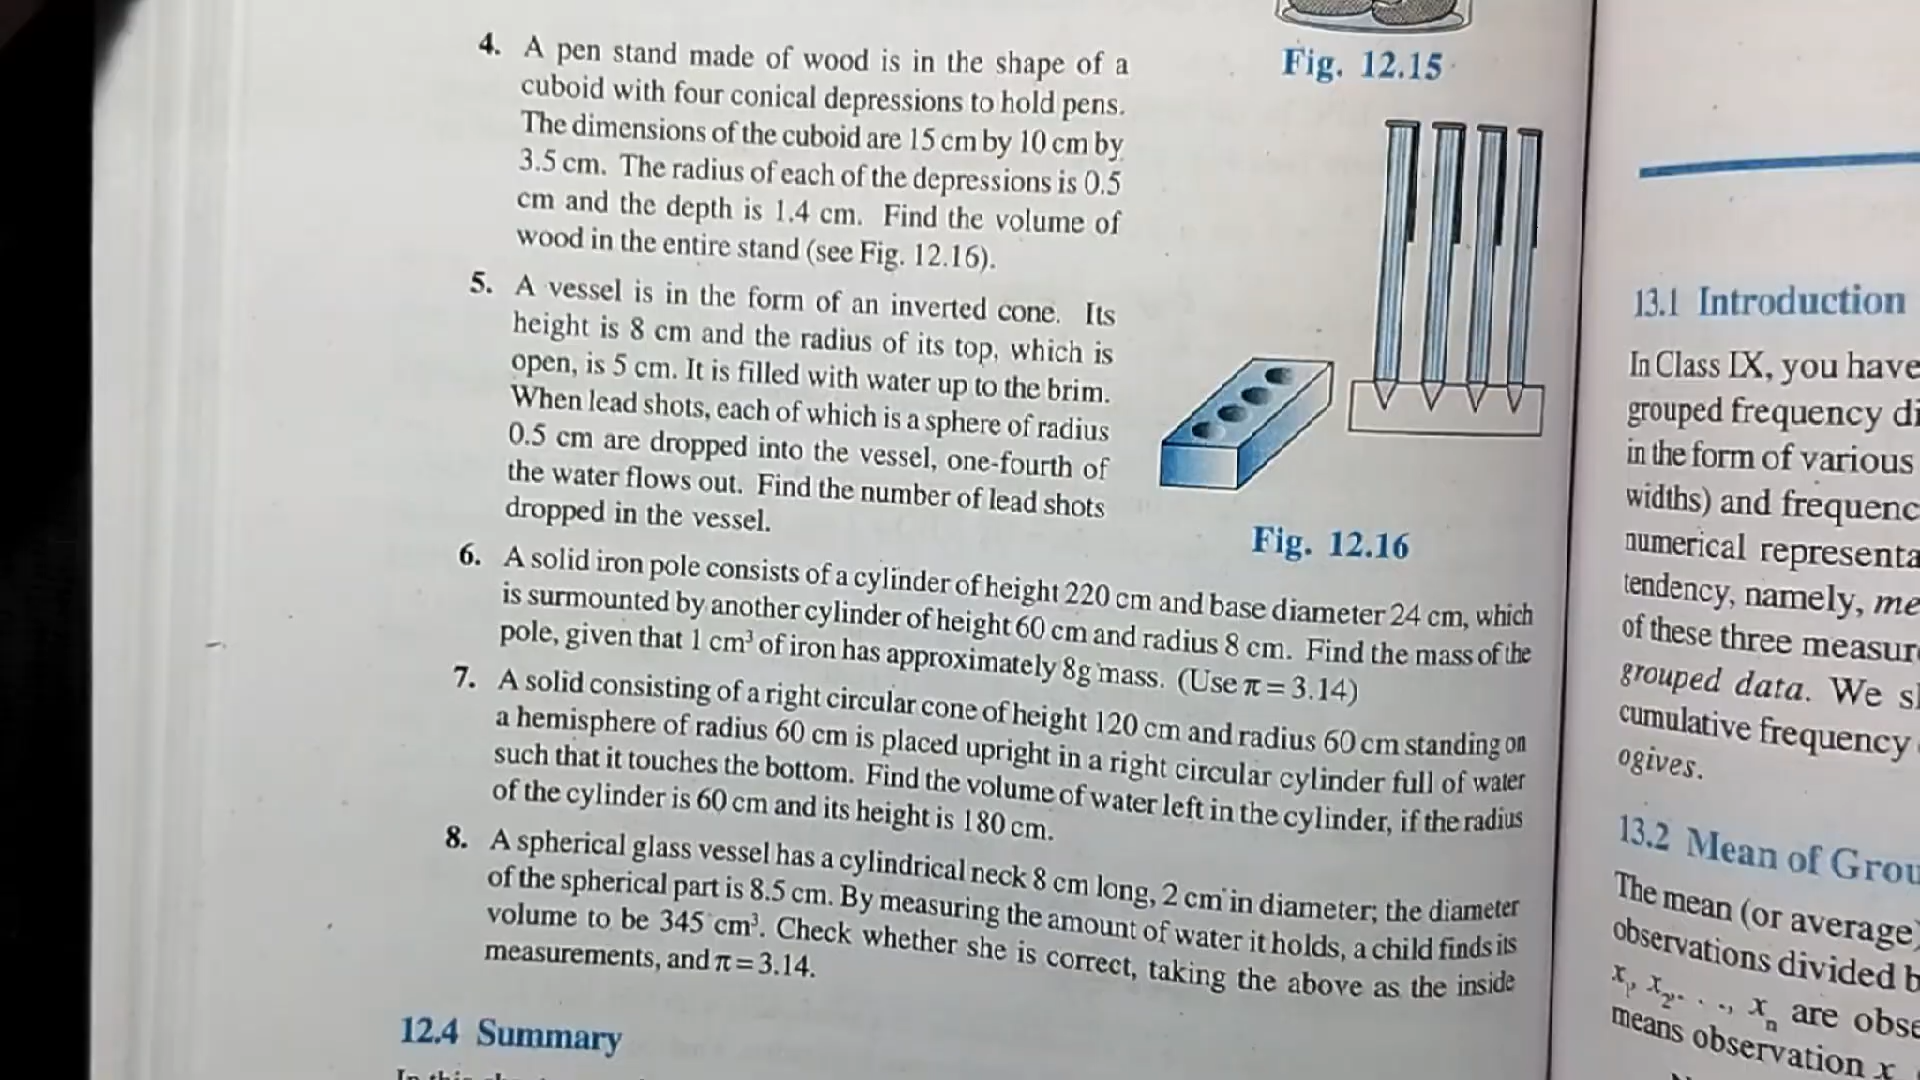 Fig. 12.15
4. A pen stand made of wood is in the shape of a
cuboid with four conical depressions to hold pens.
The dimensions of the cuboid are 15 cm by 10 cm by
3.5 cm. The radius of each of the depressions is 0.5
cm and the depth is 1.4 cm. Find the volume of
wood in the entire stand (see Fig. 12.16).
5. A vessel is in the form of an inverted cone. Its
height is 8 cm and the radius of its top, which is
open, is 5 cm. It is filled with water up to the brim.
When lead shots, each of which is a sphere of radius
0.5 cm are dropped into the vessel, one-fourth of
the water flows out. Find the number of lead shots
dropped in the vessel.
Fig. 12.16
6. A solid iron pole consists of a cylinder of height 220 cm and base diameter 24 cm, which
is surmounted by another cylinder of height 60 cm and radius 8 cm. Find the mass of the
pole, given that 1 cm³ of iron has approximately 8g mass. (Use π = 3.14)
7. A solid consisting of a right circular cone of height 120 cm and radius 60 cm standing on
a hemisphere of radius 60 cm is placed upright in a right circular cylinder full of water
such that it touches the bottom. Find the volume of water left in the cylinder, if the radius
of the cylinder is 60 cm and its height is 180 cm.
8. A spherical glass vessel has a cylindrical neck 8 cm long, 2 cm in diameter; the diameter
of the spherical part is 8.5 cm. By measuring the amount of water it holds, a child finds its
volume to be 345 cm³. Check whether she is correct, taking the above as the inside
measurements, and π = 3.14.
12.4 Summary
13.1 Introduction
In Class IX, you have
grouped frequency di
in the form of various
widths) and frequenc
numerical representa
tendency, namely, me
of these three measur
grouped data. We sh
cumulative frequency
ogives.
13.2 Mean of Grou
The mean (or average)
observations divided b
x₁, x₂, . . ., xₙ are obse
means observation x